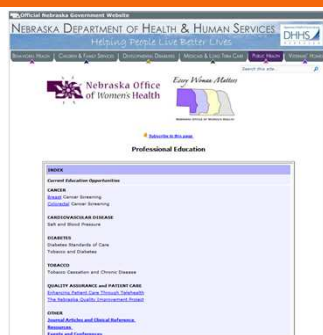 Official Nebraska Government Website
NEBRASKA DEPARTMENT OF HEALTH & HUMAN SERVICES
DHHS
Helping People Live Better Lives
Behavioral Health Children & Family Services Developmental Disabilities Medicaid & Long-Term Care Public Health Veterans' Homes
Search this site...
Nebraska Office
of Women's Health
Every Woman Matters
Subscribe to this page
Professional Education
INDEX
Current Education Opportunities
CANCER
Breast Cancer Screening
Colorectal Cancer Screening
CARDIOVASCULAR DISEASE
Salt and Blood Pressure
DIABETES
Diabetes Standards of Care
Tobacco and Diabetes
TOBACCO
Tobacco Cessation and Chronic Disease
QUALITY ASSURANCE and PATIENT CARE
Enhancing Patient Care Through Telehealth
The Nebraska Quality Improvement Project
OTHER
Journal Articles and Clinical Reference
Resources
Events and Conferences